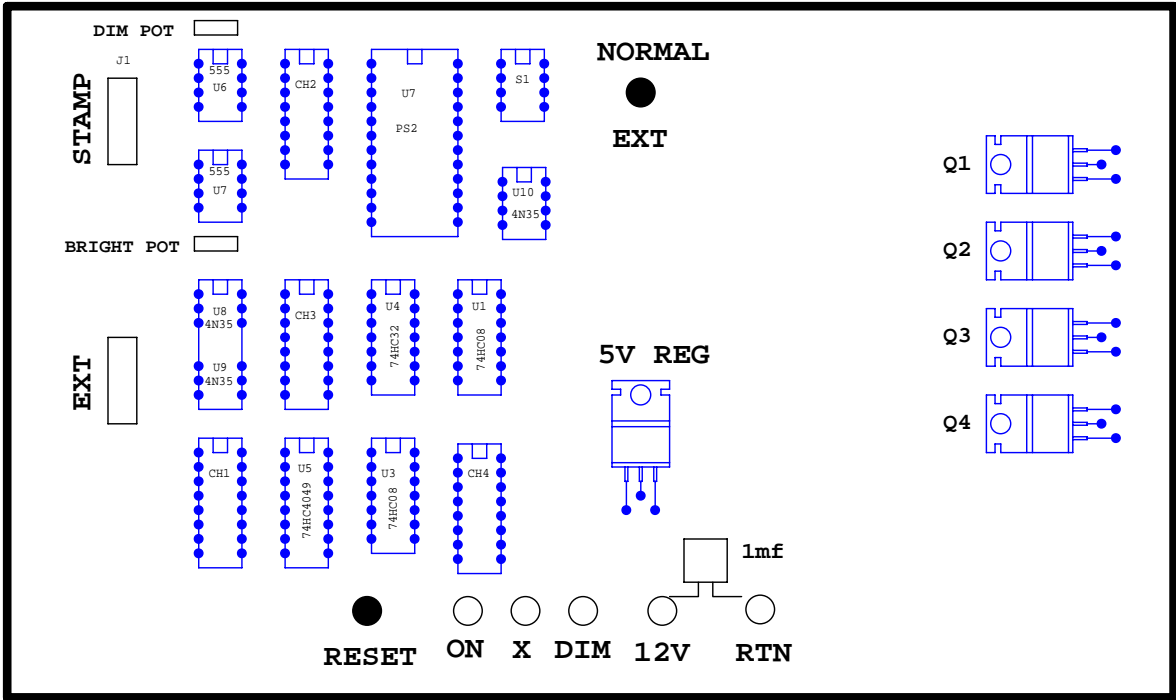 DIM POT
J1
STAMP
555
U6
CH2
U7
PS2
S1
NORMAL
EXT
555
U7
U10
4N35
BRIGHT POT
Q1
Q2
Q3
Q4
EXT
U8
4N35
U9
4N35
CH3
U4
74HC32
U1
74HC08
5V REG
CH1
U5
74HC4049
U3
74HC08
CH4
1mf
RESET
ON
X
DIM
12V
RTN